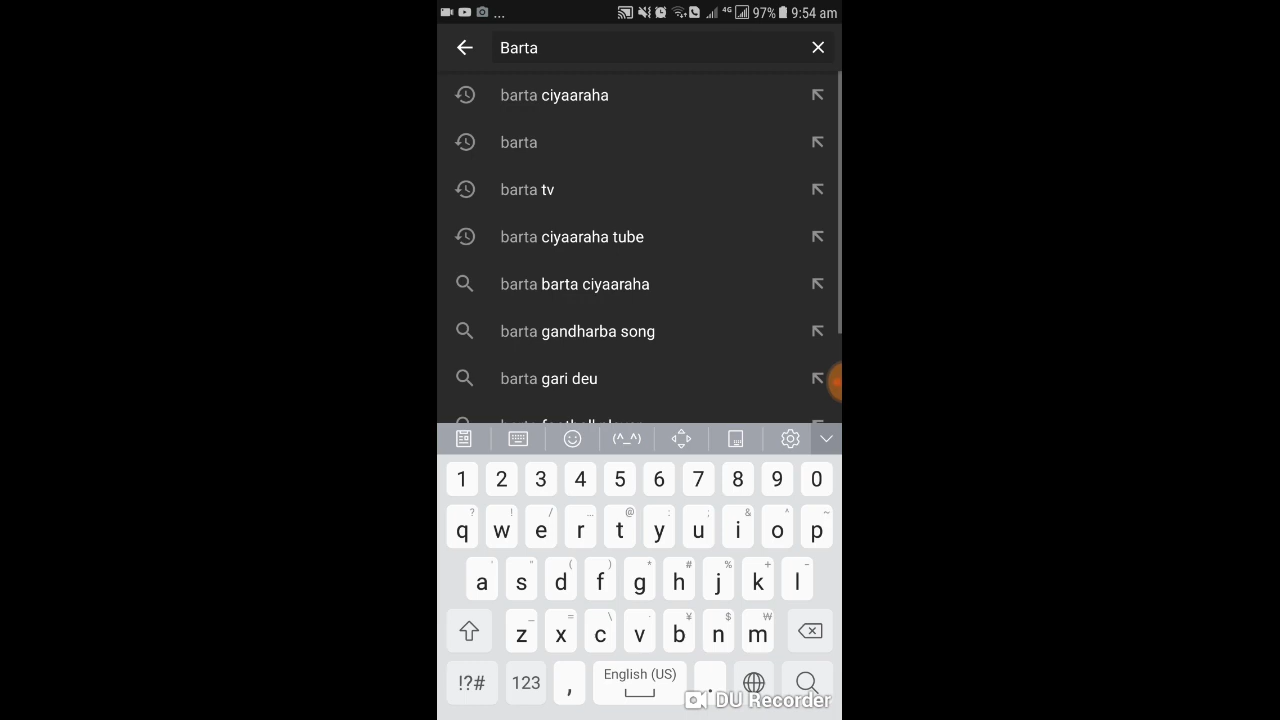 ... 4G 97% 9:54 am
Barta
barta ciyaaraha
barta
barta tv
barta ciyaaraha tube
barta barta ciyaaraha
barta gandharba song
barta gari deu
(^_^)
1 2 3 4 5 6 7 8 9 0
q w e r t y u i o p
a s d f g h j k l
z x c v b n m
!?# 123 , English (US) .
DU Recorder